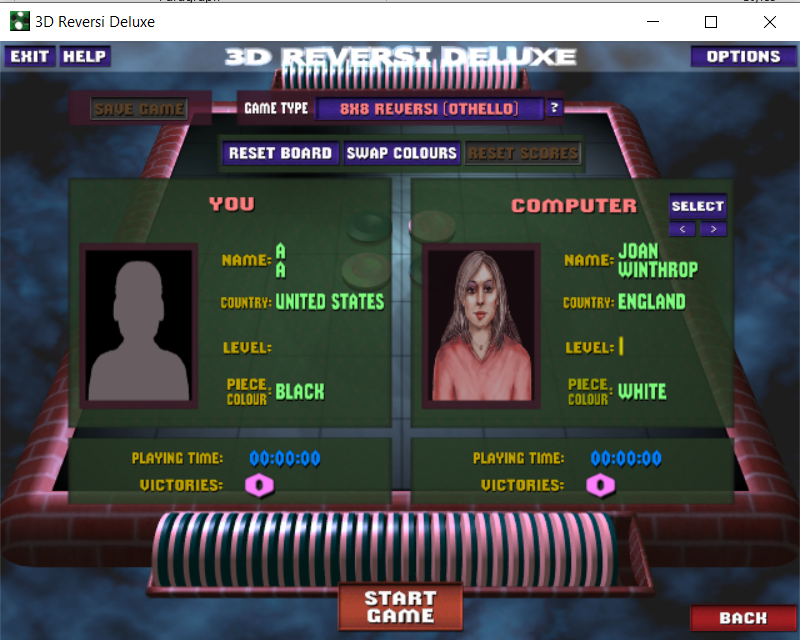 3D Reversi Deluxe
EXIT HELP 3D REVERSI DELUXE OPTIONS
SAVE GAME GAME TYPE 8X8 REVERSI (OTHELLO) ?
RESET BOARD SWAP COLOURS RESET SCORES
YOU
NAME: A
A
COUNTRY: UNITED STATES
LEVEL:
PIECE COLOUR: BLACK
PLAYING TIME: 00:00:00
VICTORIES: 0
COMPUTER SELECT
< >
NAME: JOAN
WINTHROP
COUNTRY: ENGLAND
LEVEL:
PIECE COLOUR: WHITE
PLAYING TIME: 00:00:00
VICTORIES: 0
START
GAME
BACK